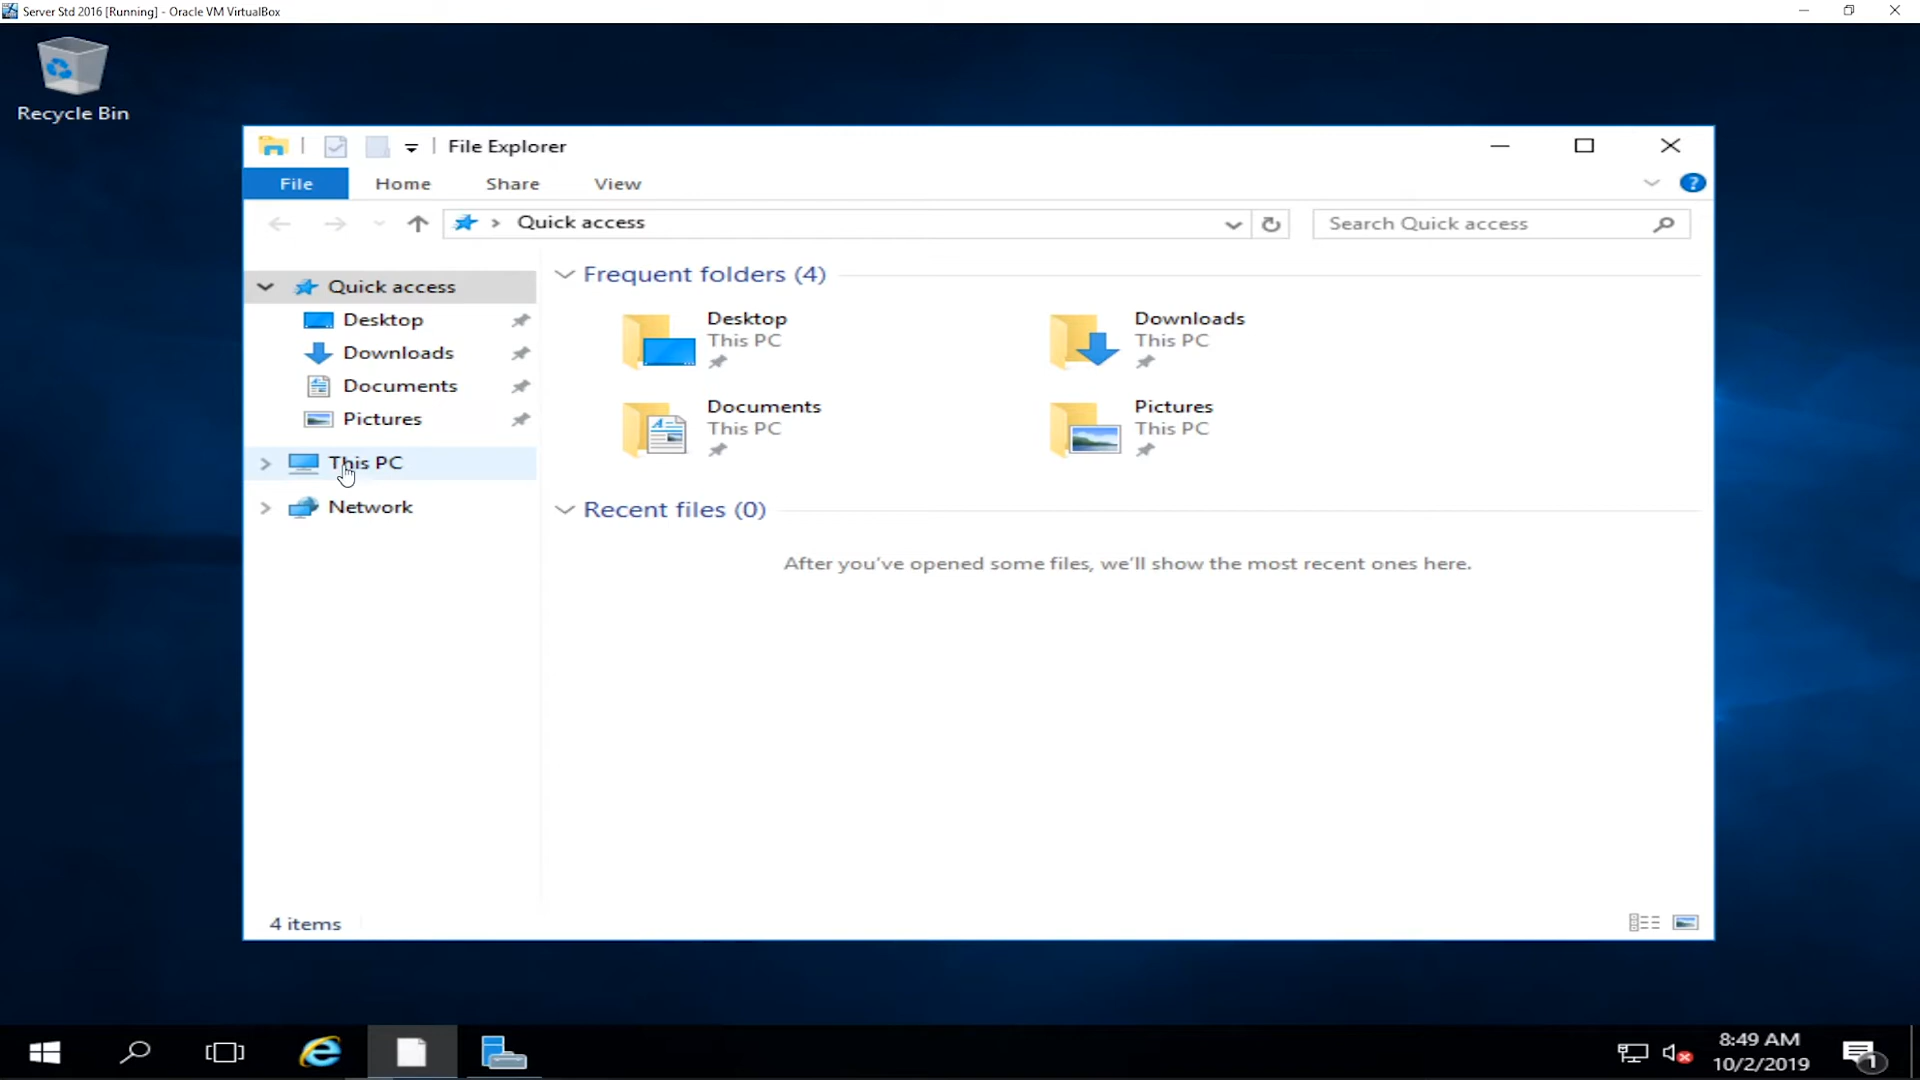 Server Std 2016 [Running] - Oracle VM VirtualBox
Recycle Bin
File Explorer
File Home Share View
?
Quick access
Search Quick access
Quick access
Desktop
Downloads
Documents
Pictures
This PC
Network
Frequent folders (4)
Desktop
This PC
Downloads
This PC
Documents
This PC
Pictures
This PC
Recent files (0)
After you've opened some files, we'll show the most recent ones here.
4 items
8:49 AM
10/2/2019
1